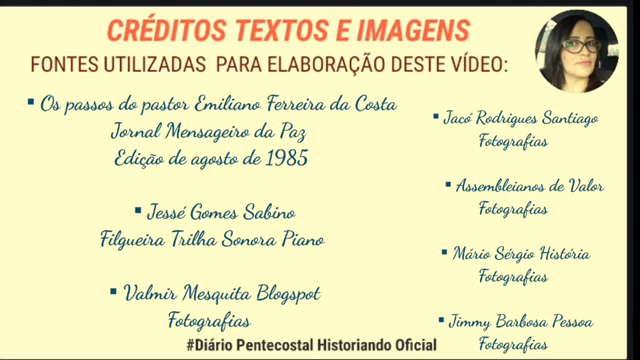 CRÉDITOS TEXTOS E IMAGENS
FONTES UTILIZADAS PARA ELABORAÇÃO DESTE VÍDEO:
▪ Os passos do pastor Emiliano Ferreira da Costa
Jornal Mensageiro da Paz
Edição de agosto de 1985
▪ Jessé Gomes Sabino
Filgueira Trilha Sonora Piano
▪ Valmir Mesquita Blogspot
Fotografias
▪ Jacó Rodrigues Santiago
Fotografias
▪ Assembleianos de Valor
Fotografias
▪ Mário Sérgio História
Fotografias
▪ Jimmy Barbosa Pessoa
Fotografias
#Diário Pentecostal Historiando Oficial